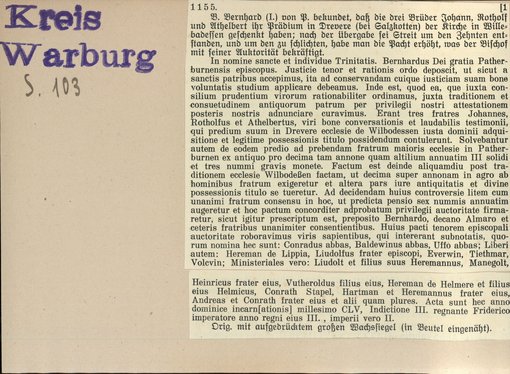 Kreis
Warburg
S. 103
1155. [1
B. Bernhard (I.) von P. bekundet, daß die drei Brüder Johann, Rotholf
und Athelbert ihr Prädium in Drevere (bei Salzkotten) der Kirche in Wille-
badessen geschenkt haben; nach der Übergabe sei Streit um den Zehnten ent-
standen, und um den zu schlichten, habe man die Pacht erhöht, was der Bischof
mit seiner Auktorität bekräftigt.
In nomine sancte et individue Trinitatis. Bernhardus Dei gratia Pather-
burnensis episcopus. Justicie tenor et rationis ordo deposcit, ut sicut a
sanctis patribus accepimus, ita ad conservandam cuique iusticiam suam bone
voluntatis studium applicare debeamus. Inde est, quod ea, que iuxta con-
silium prudentium virorum rationabiliter ordinamus, juxta traditionem et
consuetudinem antiquorum patrum per privilegii nostri attestationem
posteris nostris adnunciare curavimus. Erant tres fratres Johannes,
Rotholfus et Athelbertus, viri bone conversationis et laudabilis testimonii,
qui predium suum in Drevere ecclesie de Wilbodessen iusta dominii adqui-
sitione et legitime possessionis titulo possidendum contulerunt. Solvebantur
autem de eodem predio ad prebendam fratrum maioris ecclesie in Pather-
burnen ex antiquo pro decima tam annone quam altilium annuatim III solidi
et tres nummi gravis monete. Factum est deinde aliquamdiu post tra-
ditionem ecclesie Wilbodeßen factam, ut decima super annonam in agro ab
hominibus fratrum exigeretur et altera pars iure antiquitatis et divine
possessionis titulo se tueretur. Ad decidendam huius controversie litem cum
unanimi fratrum consensu in hoc, ut predicta pensio sex nummis annuatim
augeretur et hoc pactum concorditer adprobatum privilegii auctoritate firma-
retur, sicut igitur prescriptum est, preposito Bernhardo, decano Almaro et
ceteris fratribus unanimiter consentientibus. Huius pacti tenorem episcopali
auctoritate roboravimus viris sapientibus, qui intererant subnotatis, quo-
rum nomina hec sunt: Conradus abbas, Baldewinus abbas, Uffo abbas; Liberi
autem: Hereman de Lippia, Liudolfus frater episcopi, Everwin, Tiethmar,
Volcvin; Ministeriales vero: Liudolt et filius suus Heremannus, Manegolt,
Heinricus frater eius, Vutheroldus filius eius, Hereman de Helmere et filius
eius Helmicus, Conrath Stapel, Hartman et Heremannus frater eius,
Andreas et Conrath frater eius et alii quam plures. Acta sunt hec anno
dominice incarn[ationis] millesimo CLV, Indictione III. regnante Friderico
imperatore anno regni eius III. , imperii vero II.
Orig. mit aufgedrücktem großen Wachssiegel (in Beutel eingenäht).